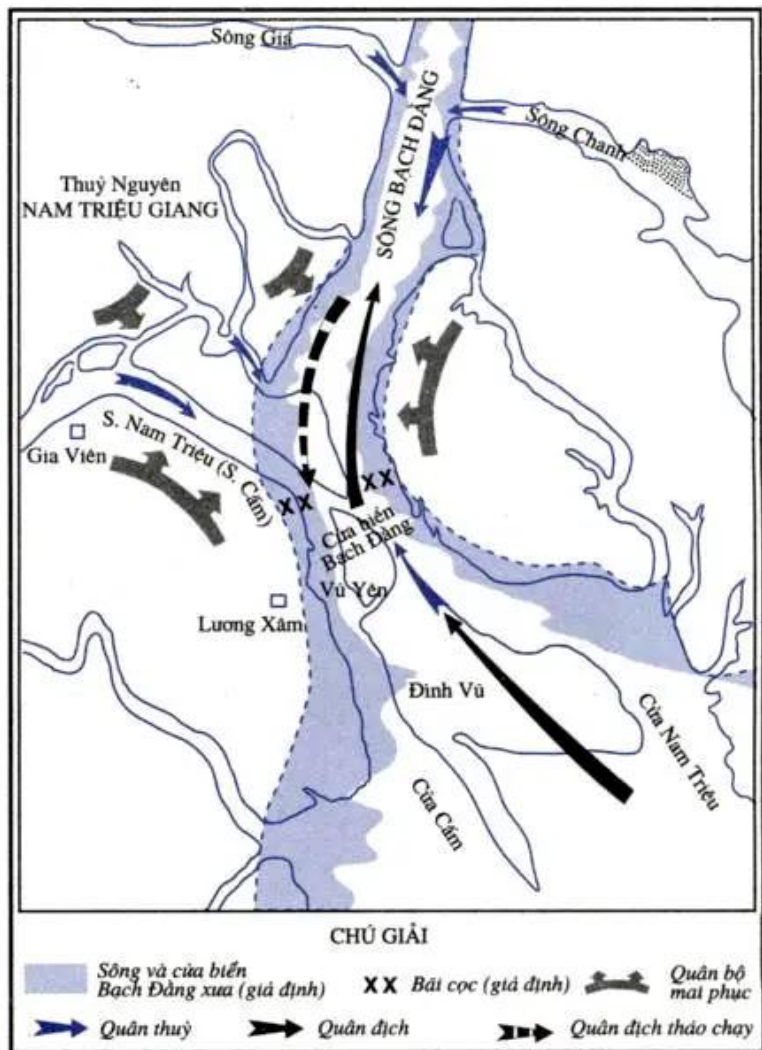 Sông Giá
SÔNG BẠCH ĐẰNG
Sông Chanh
Thuỷ Nguyên
NAM TRIỆU GIANG
S. Nam Triệu (S. Cấm)
Gia Viên
Cửa biển
Bạch Đằng
Vũ Yên
Lương Xâm
Đình Vũ
Cửa Nam Triệu
Cửa Cấm
CHÚ GIẢI
Sông và cửa biển
Bạch Đằng xưa (giả định)
XX Bãi cọc (giả định)
Quân bộ
mai phục
Quân thuỷ
Quân địch
Quân địch tháo chạy